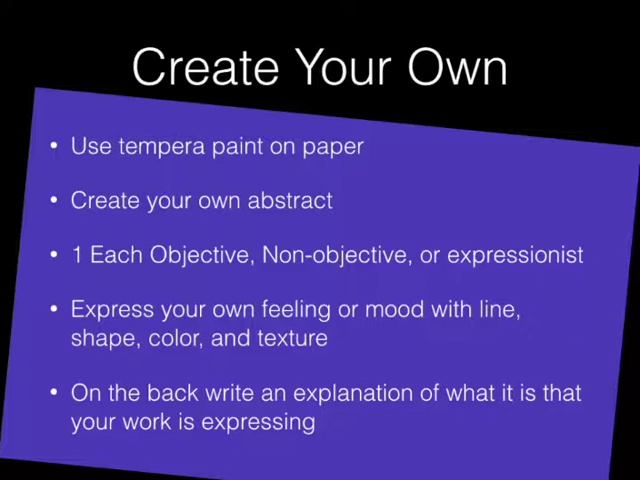 Create Your Own
• Use tempera paint on paper
• Create your own abstract
• 1 Each Objective, Non-objective, or expressionist
• Express your own feeling or mood with line,
shape, color, and texture
• On the back write an explanation of what it is that
your work is expressing